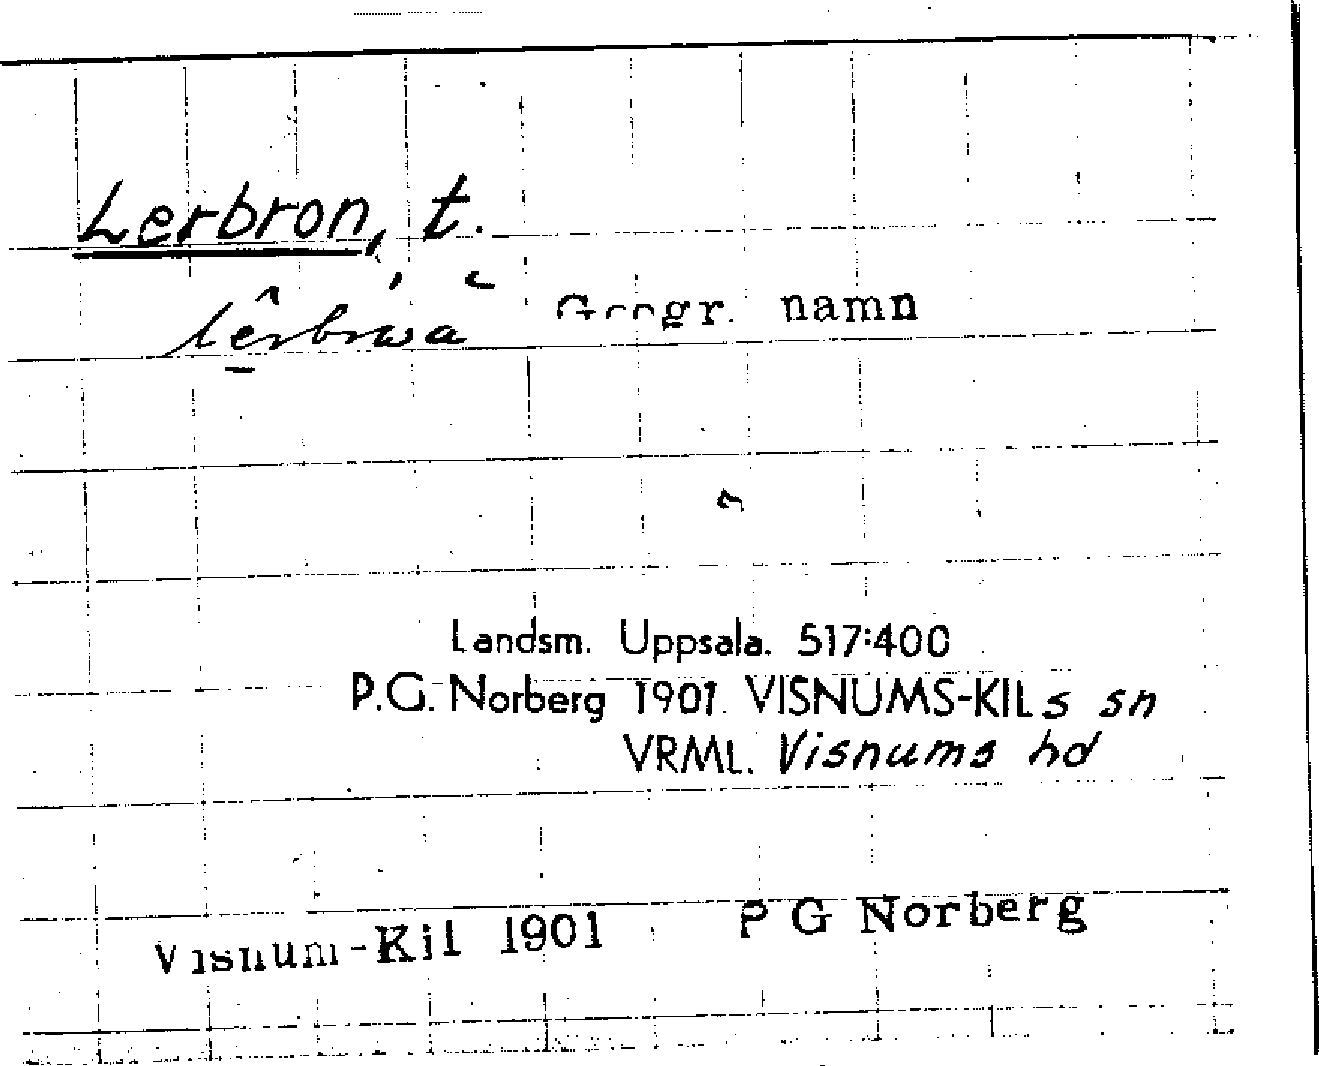 Lerbron, t.
Geogr. namn
Landsm. Uppsala. 517:400
P.G. Norberg 1901. VISNUMS-KILs sn
VRML. Visnums hd
Visnum-Kil 1901 P G Norberg